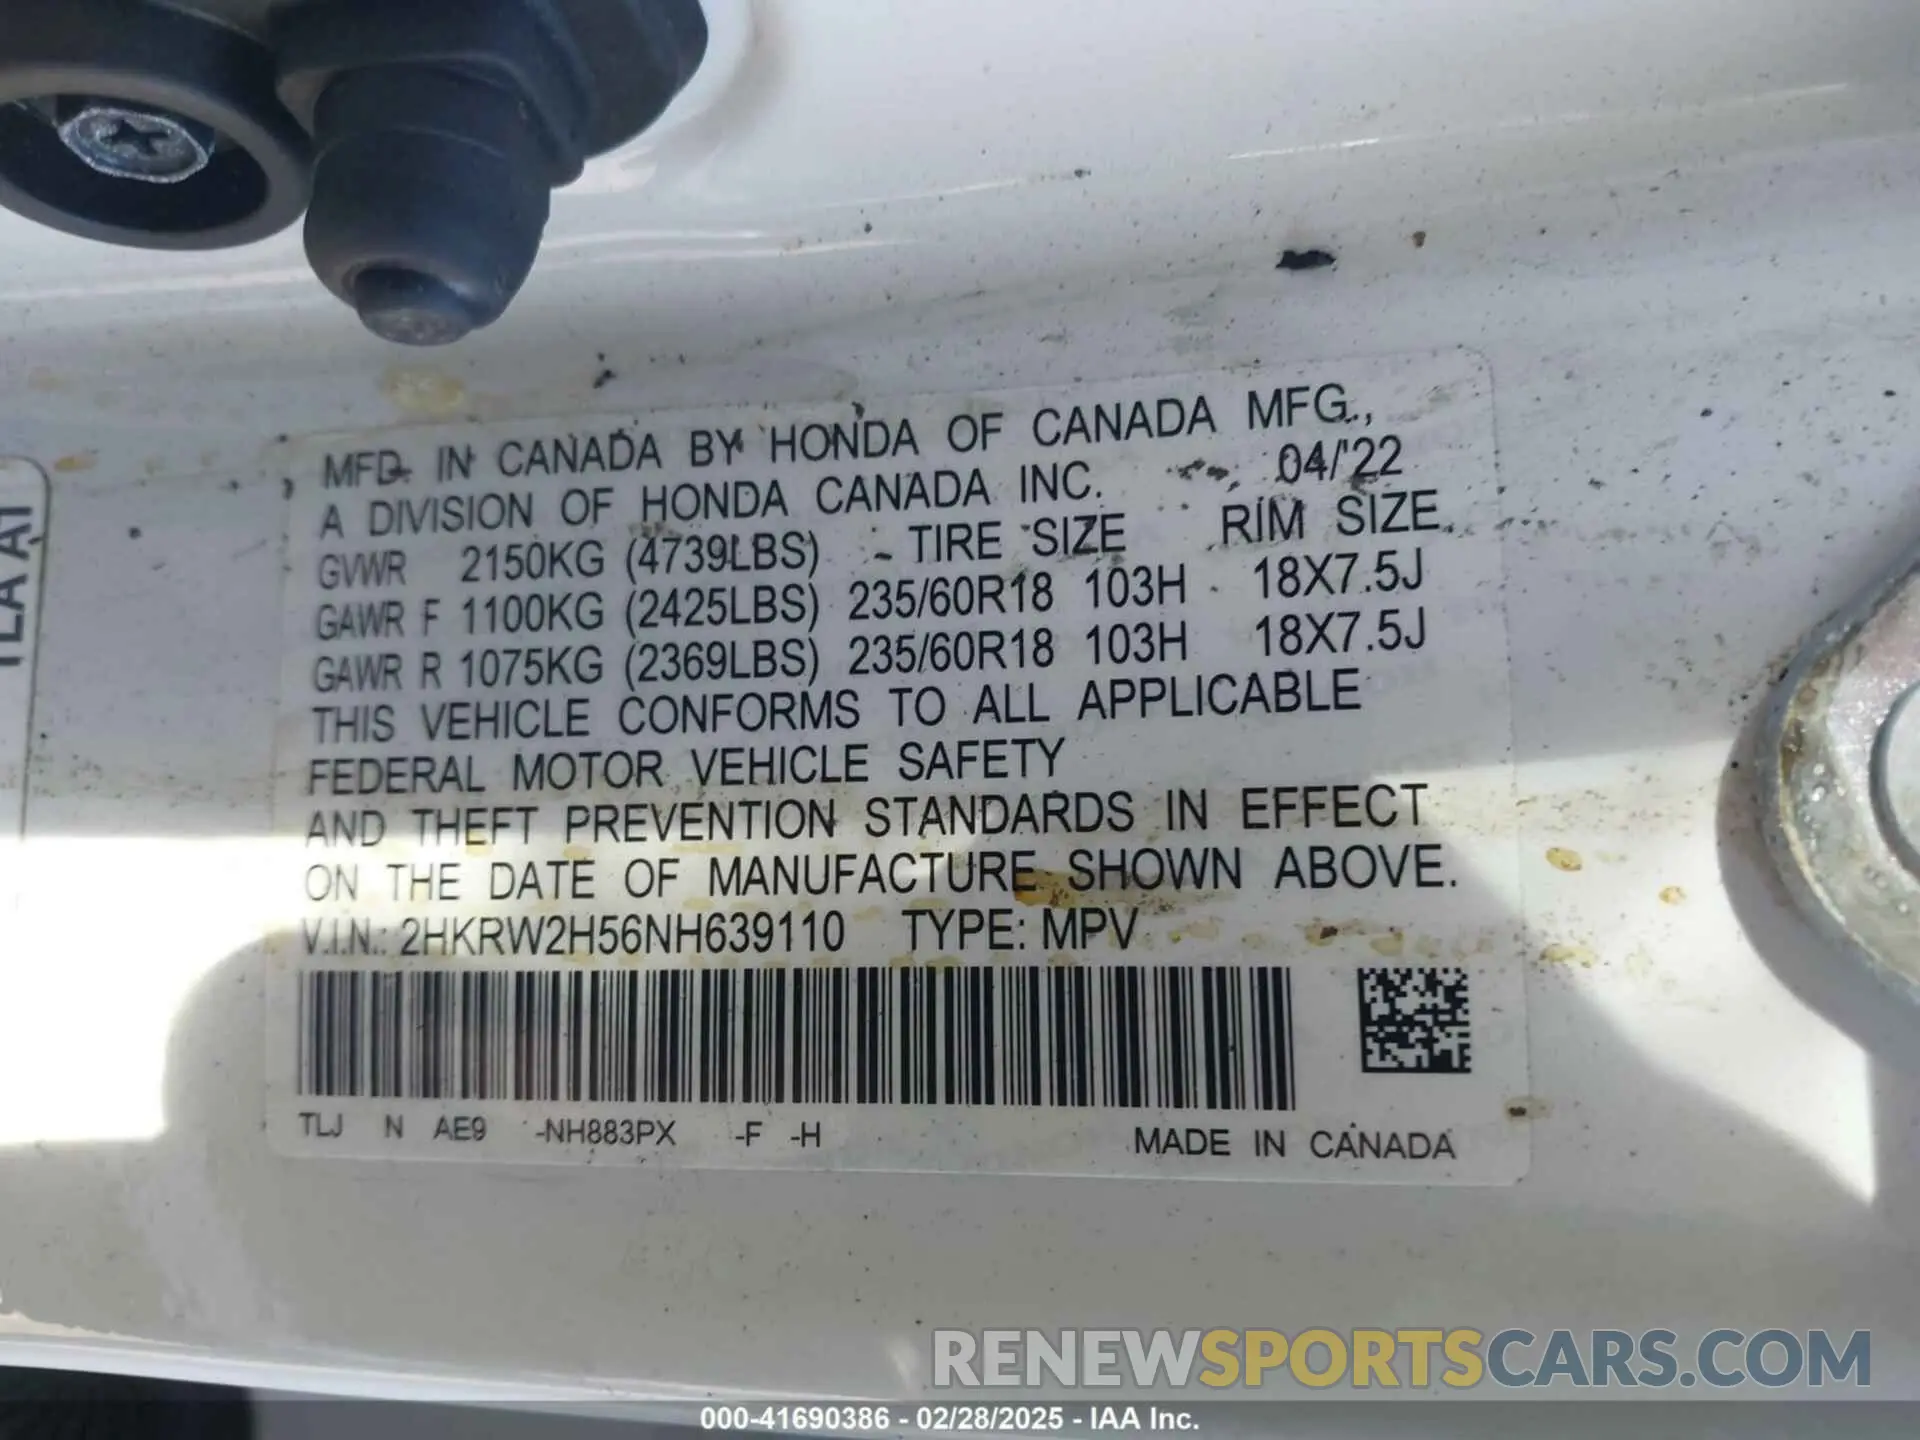 MFD. IN CANADA BY HONDA OF CANADA MFG.,
A DIVISION OF HONDA CANADA INC. 04/'22
GVWR 2150KG (4739LBS) TIRE SIZE RIM SIZE
GAWR F 1100KG (2425LBS) 235/60R18 103H 18X7.5J
GAWR R 1075KG (2369LBS) 235/60R18 103H 18X7.5J
THIS VEHICLE CONFORMS TO ALL APPLICABLE
FEDERAL MOTOR VEHICLE SAFETY
AND THEFT PREVENTION STANDARDS IN EFFECT
ON THE DATE OF MANUFACTURE SHOWN ABOVE.
V.I.N.: 2HKRW2H56NH639110 TYPE: MPV
TLJ N AE9 -NH883PX -F -H
MADE IN CANADA
RENEWSPORTSCARS.COM
000-41690386 - 02/28/2025 - IAA Inc.